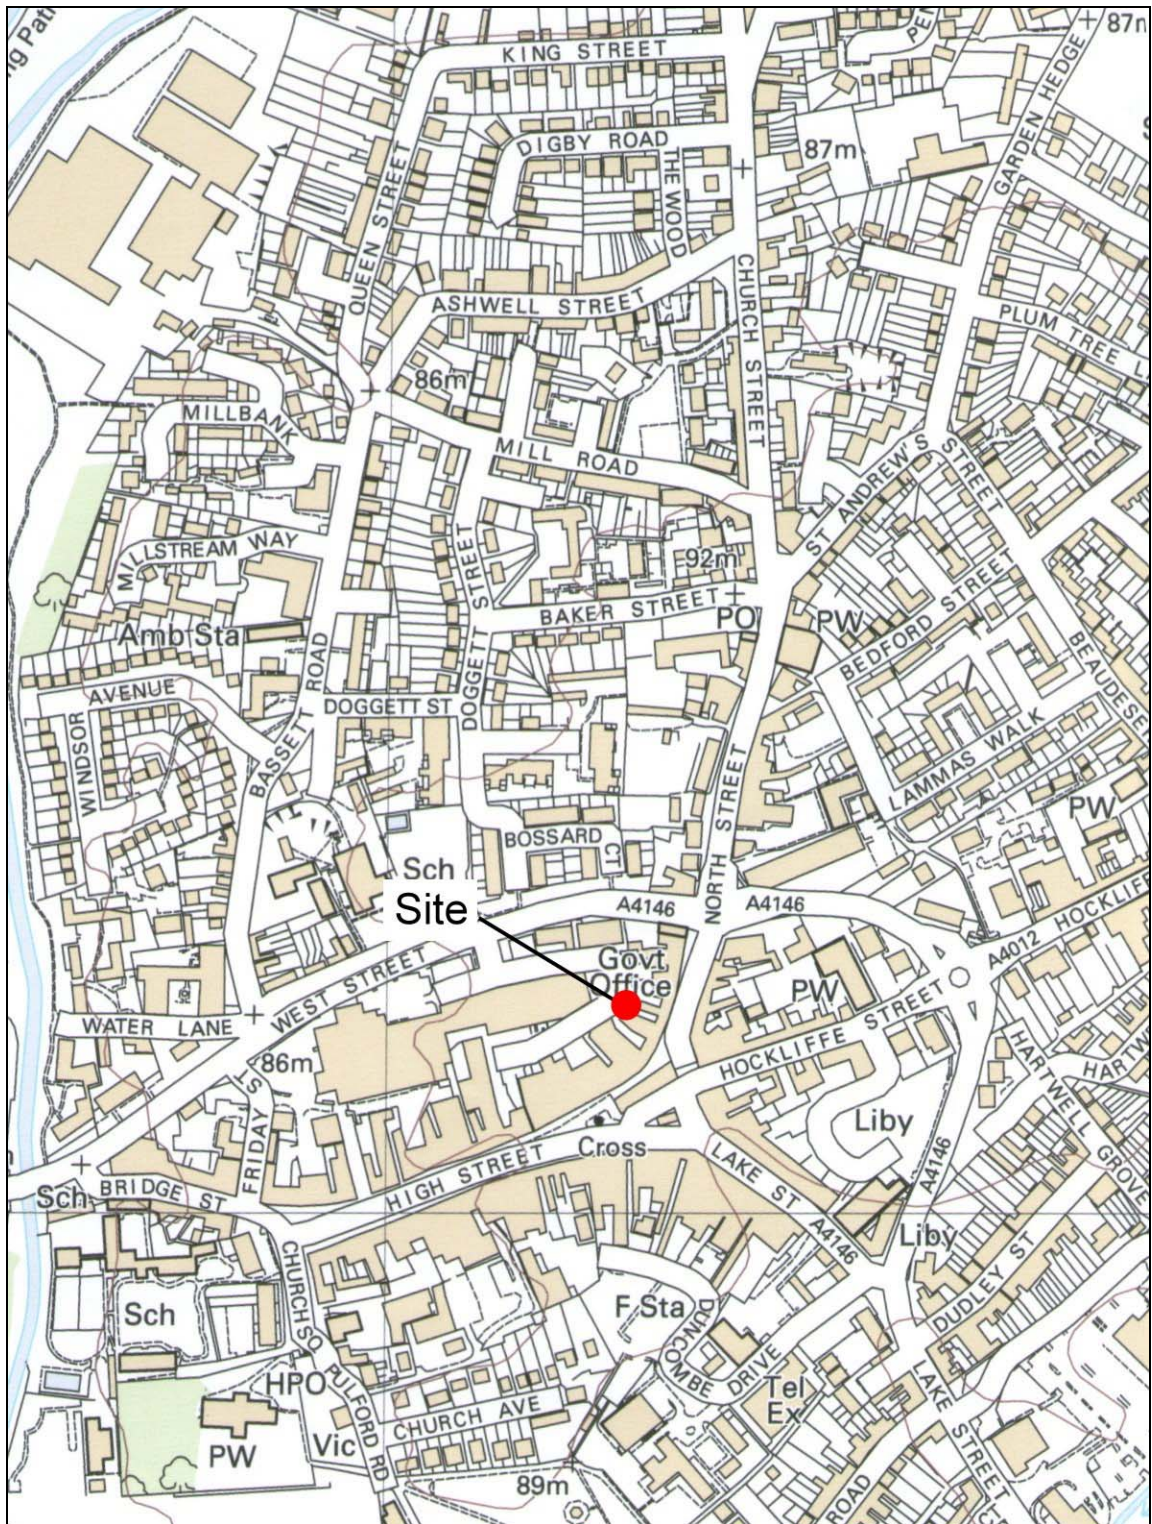 KING STREET
PEN
87m
GARDEN HEDGE
DIGBY ROAD
THE WOOD
87m
QUEEN STREET
CHURCH STREET
ASHWELL STREET
PLUM TREE
86m
MILLBANK
MILL ROAD
ST ANDREW'S STREET
MILLSTREAM WAY
92m
DOGGETT STREET
BAKER STREET
PO
PW
BEDFORD STREET
Amb Sta
AVENUE
WINDSOR
BASSETT ROAD
DOGGETT ST
BEAUDESER
LAMMAS WALK
NORTH STREET
PW
BOSSARD CT
Sch
Site
A4146
A4146
A4012 HOCKLIFFE
Govt
Office
PW
WEST STREET
WATER LANE
86m
HOCKLIFFE STREET
HARTWELL GROVE
HARTW
FRIDAY ST
Liby
Cross
HIGH STREET
LAKE ST
A4146
A4146
Sch
BRIDGE ST
Liby
DUDLEY ST
CHURCH SQ
Sch
F Sta
DUNCOMBE DRIVE
HPO
PULFORD RD
Tel
Ex
CHURCH AVE
LAKE STREET
PW
Vic
89m
ROAD